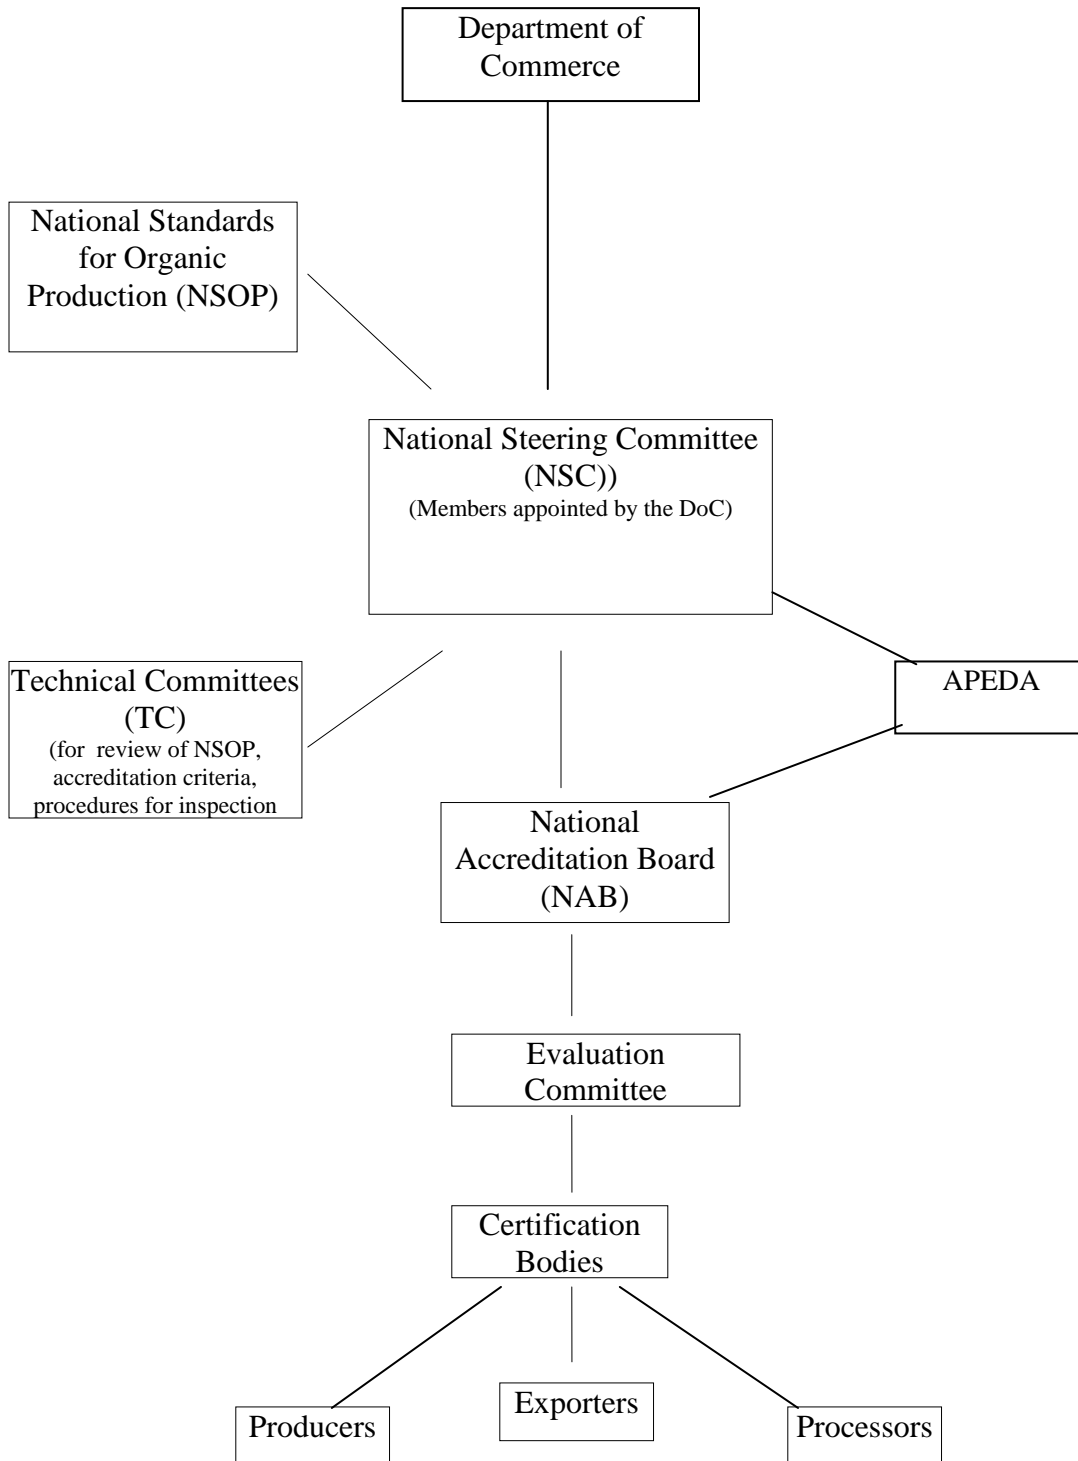 Department of
Commerce
National Standards
for Organic
Production (NSOP)
National Steering Committee
(NSC))
(Members appointed by the DoC)
Technical Committees
(TC)
(for review of NSOP,
accreditation criteria,
procedures for inspection
APEDA
National
Accreditation Board
(NAB)
Evaluation
Committee
Certification
Bodies
Producers
Exporters
Processors